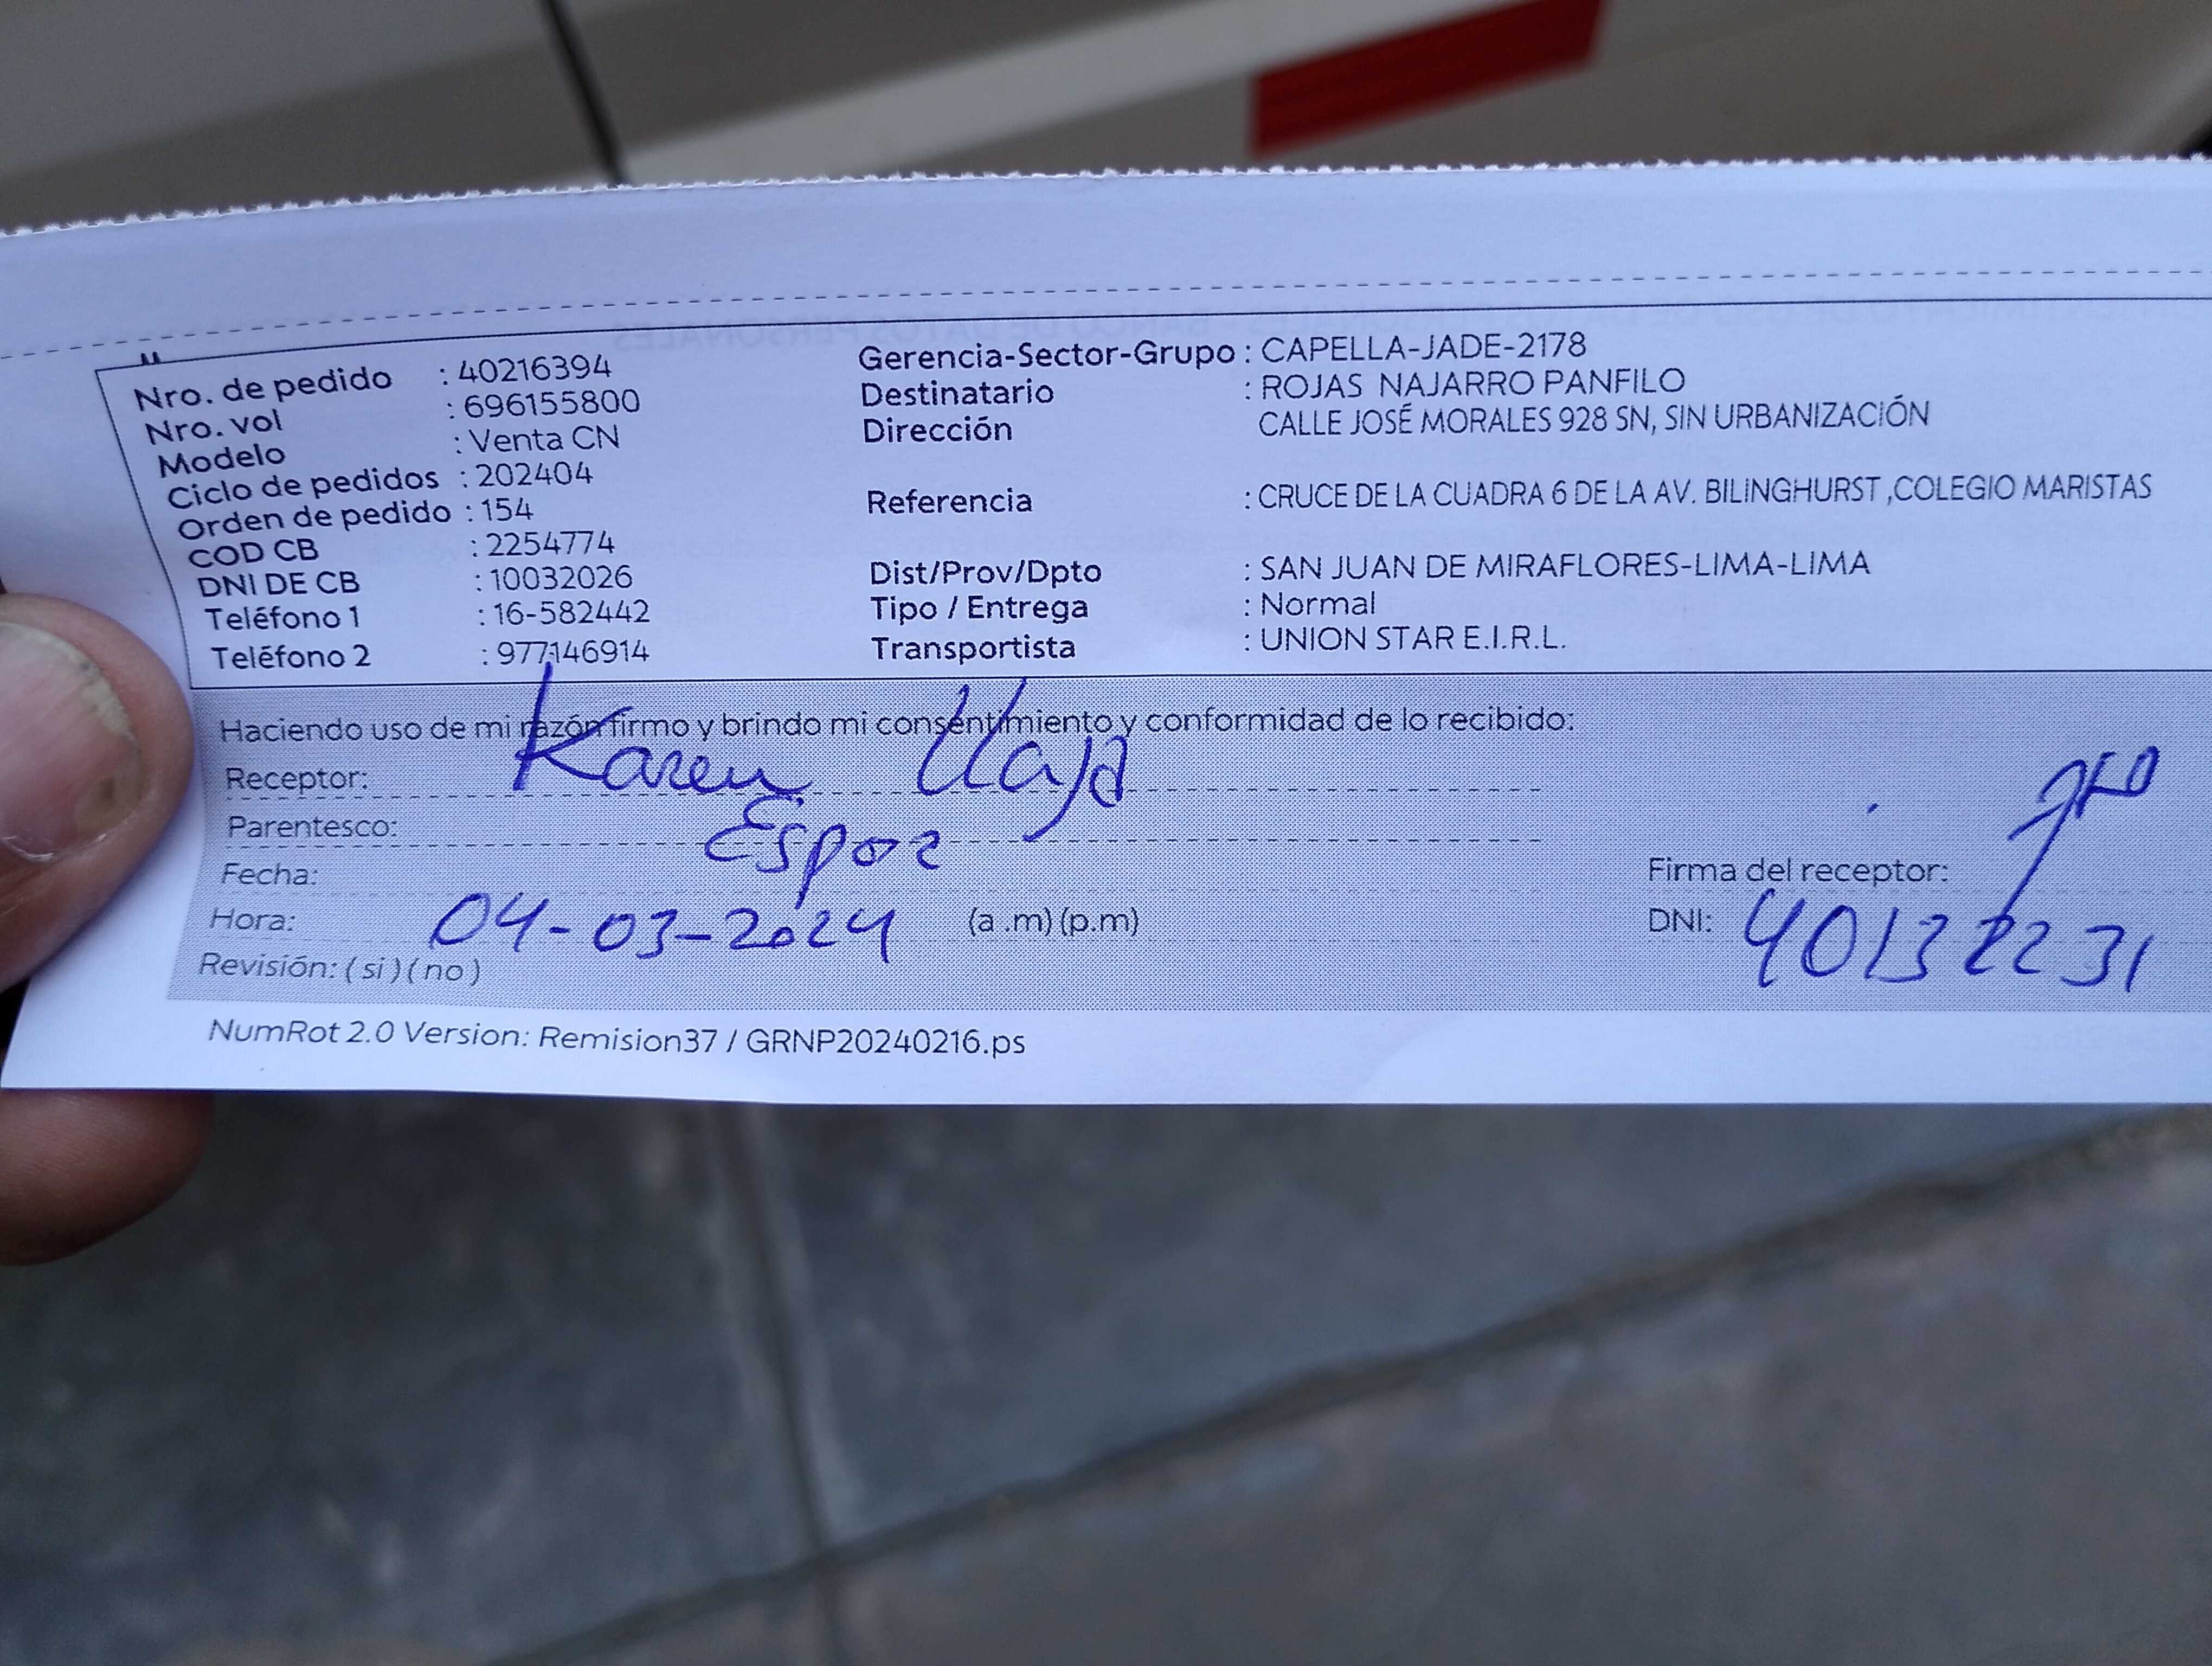 Nro. de pedido : 40216394
Nro. vol : 696155800
Modelo : Venta CN
Ciclo de pedidos : 202404
Orden de pedido : 154
COD CB : 2254774
DNI DE CB : 10032026
Teléfono 1 : 16-582442
Teléfono 2 : 977146914
Gerencia-Sector-Grupo : CAPELLA-JADE-2178
Destinatario : ROJAS NAJARRO PANFILO
Dirección CALLE JOSÉ MORALES 928 SN, SIN URBANIZACIÓN
Referencia : CRUCE DE LA CUADRA 6 DE LA AV. BILINGHURST ,COLEGIO MARISTAS
Dist/Prov/Dpto : SAN JUAN DE MIRAFLORES-LIMA-LIMA
Tipo / Entrega : Normal
Transportista : UNION STAR E.I.R.L.
Haciendo uso de mi razón firmo y brindo mi consentimiento y conformidad de lo recibido:
Receptor: Karen
Parentesco:
Fecha:
Hora: 04-03-2024 (a .m) (p.m)
Revisión: ( si ) ( no )
Firma del receptor:
DNI:
NumRot 2.0 Version: Remision37 / GRNP20240216.ps